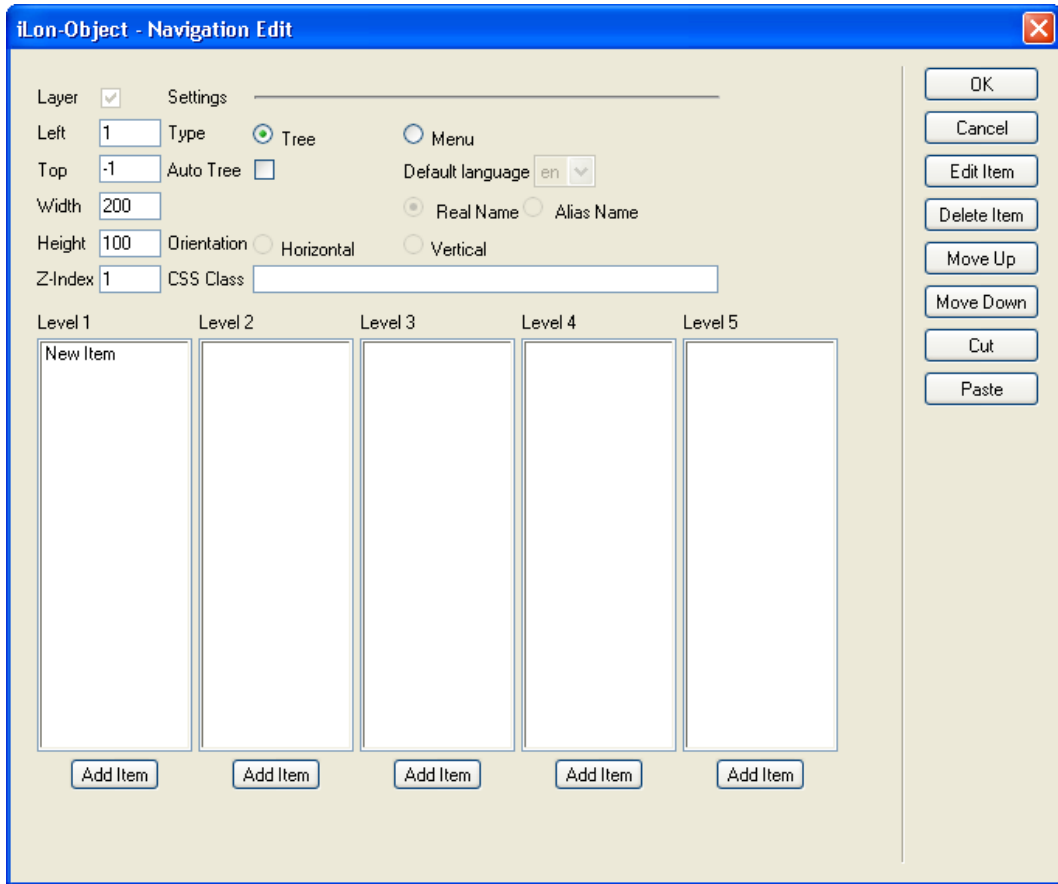 iLon-Object - Navigation Edit
Layer Settings
Left 1 Type Tree Menu
Top -1 Auto Tree Default language en
Width 200 Real Name Alias Name
Height 100 Orientation Horizontal Vertical
Z-Index 1 CSS Class
Level 1 Level 2 Level 3 Level 4 Level 5
New Item
Add Item Add Item Add Item Add Item Add Item
OK
Cancel
Edit Item
Delete Item
Move Up
Move Down
Cut
Paste